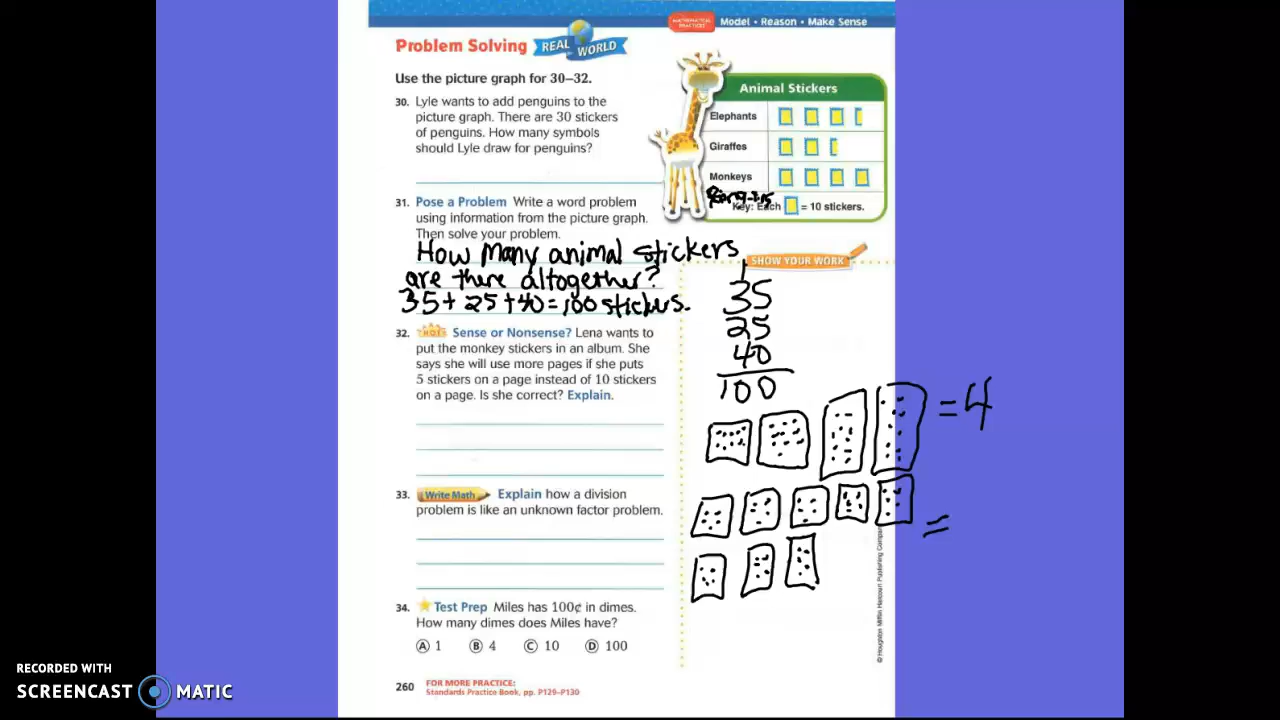 MATHEMATICAL PRACTICES Model • Reason • Make Sense
Problem Solving REAL WORLD
Use the picture graph for 30–32.
30. Lyle wants to add penguins to the
picture graph. There are 30 stickers
of penguins. How many symbols
should Lyle draw for penguins?
Animal Stickers
Elephants
Giraffes
Monkeys
Key: Each = 10 stickers.
31. Pose a Problem Write a word problem
using information from the picture graph.
Then solve your problem.
How Many animal stickers
are there altogether?
35+ 25 +40 = 100 stickers.
SHOW YOUR WORK
1
35
25
40
100
= 4
=
32. H.O.T. Sense or Nonsense? Lena wants to
put the monkey stickers in an album. She
says she will use more pages if she puts
5 stickers on a page instead of 10 stickers
on a page. Is she correct? Explain.
33. Write Math Explain how a division
problem is like an unknown factor problem.
34. Test Prep Miles has 100¢ in dimes.
How many dimes does Miles have?
A 1 B 4 C 10 D 100
260 FOR MORE PRACTICE:
Standards Practice Book, pp. P129–P130
© Houghton Mifflin Harcourt Publishing Company
RECORDED WITH
SCREENCAST MATIC